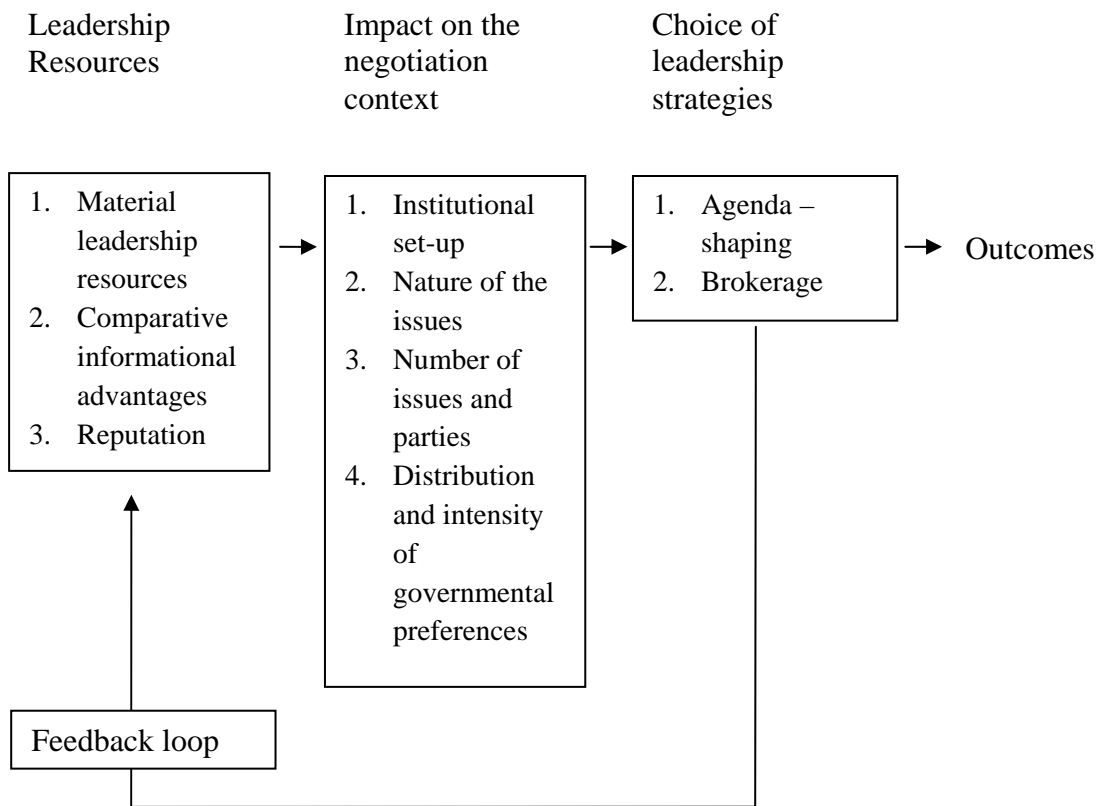 Leadership
Resources
Impact on the
negotiation
context
Choice of
leadership
strategies
1. Material
leadership
resources
2. Comparative
informational
advantages
3. Reputation
1. Institutional
set-up
2. Nature of the
issues
3. Number of
issues and
parties
4. Distribution
and intensity
of
governmental
preferences
1. Agenda –
shaping
2. Brokerage
Outcomes
Feedback loop